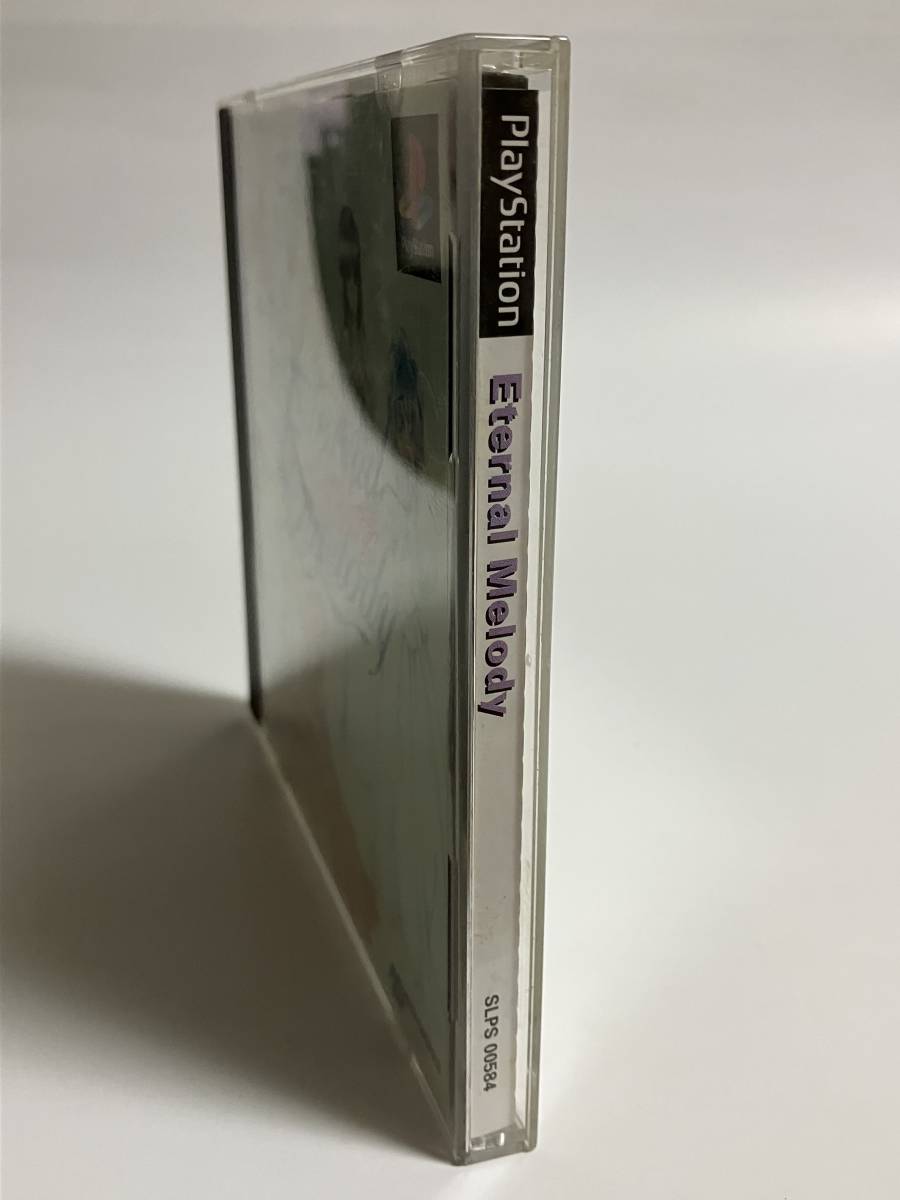 PlayStation
Eternal Melody
SLPS 00584